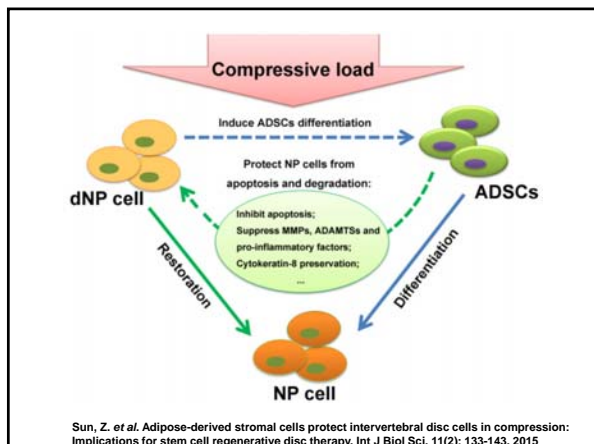 Compressive load
Induce ADSCs differentiation
dNP cell
ADSCs
Protect NP cells from
apoptosis and degradation:
Inhibit apoptosis;
Suppress MMPs, ADAMTSs and
pro-inflammatory factors;
Cytokeratin-8 preservation;
...
Restoration
Differentiation
NP cell
Sun, Z. et al. Adipose-derived stromal cells protect intervertebral disc cells in compression:
Implications for stem cell regenerative disc therapy. Int J Biol Sci. 11(2): 133-143, 2015